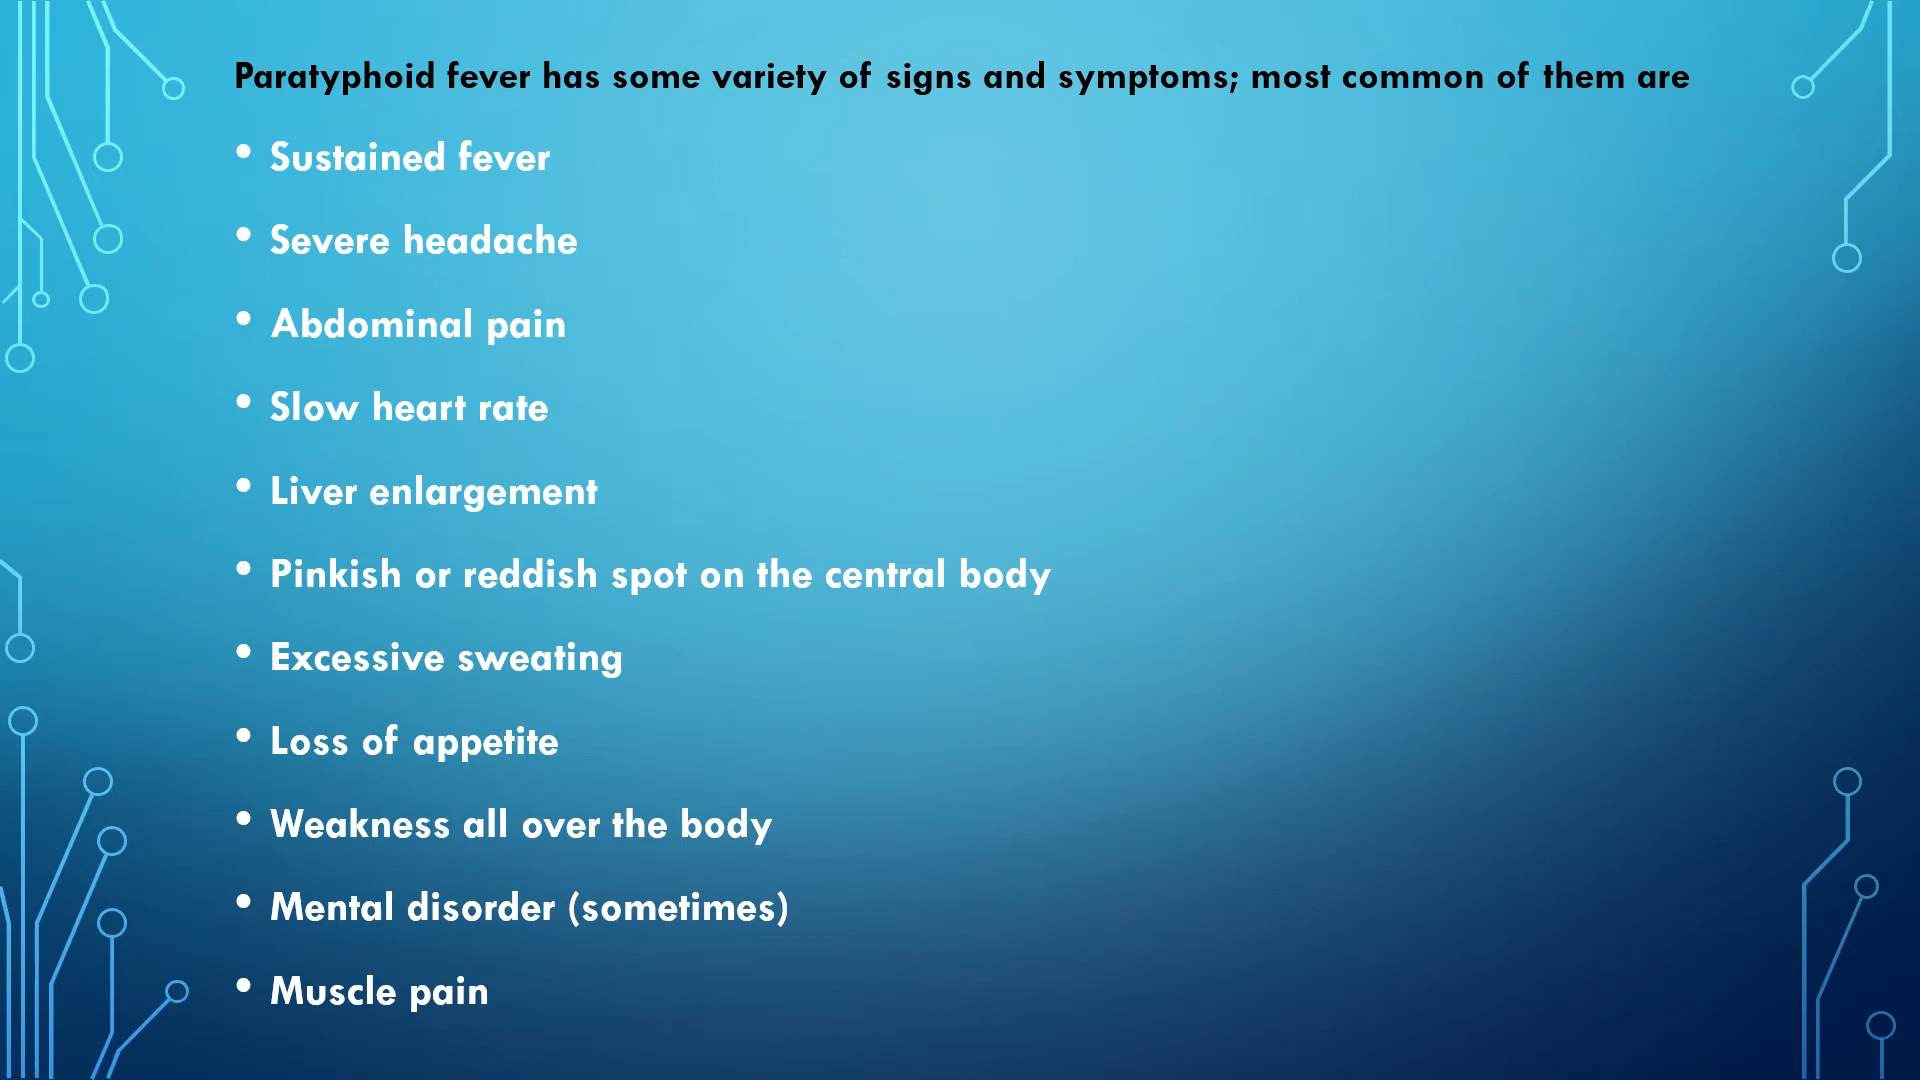 Paratyphoid fever has some variety of signs and symptoms; most common of them are
• Sustained fever
• Severe headache
• Abdominal pain
• Slow heart rate
• Liver enlargement
• Pinkish or reddish spot on the central body
• Excessive sweating
• Loss of appetite
• Weakness all over the body
• Mental disorder (sometimes)
• Muscle pain